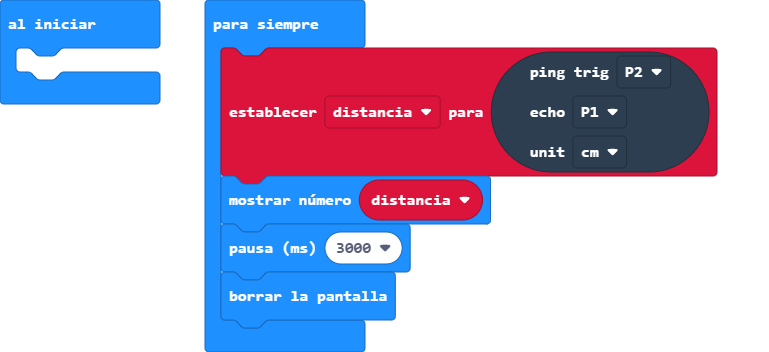 al iniciar
para siempre
establecer distancia para ping trig P2
echo P1
unit cm
mostrar número distancia
pausa (ms) 3000
borrar la pantalla